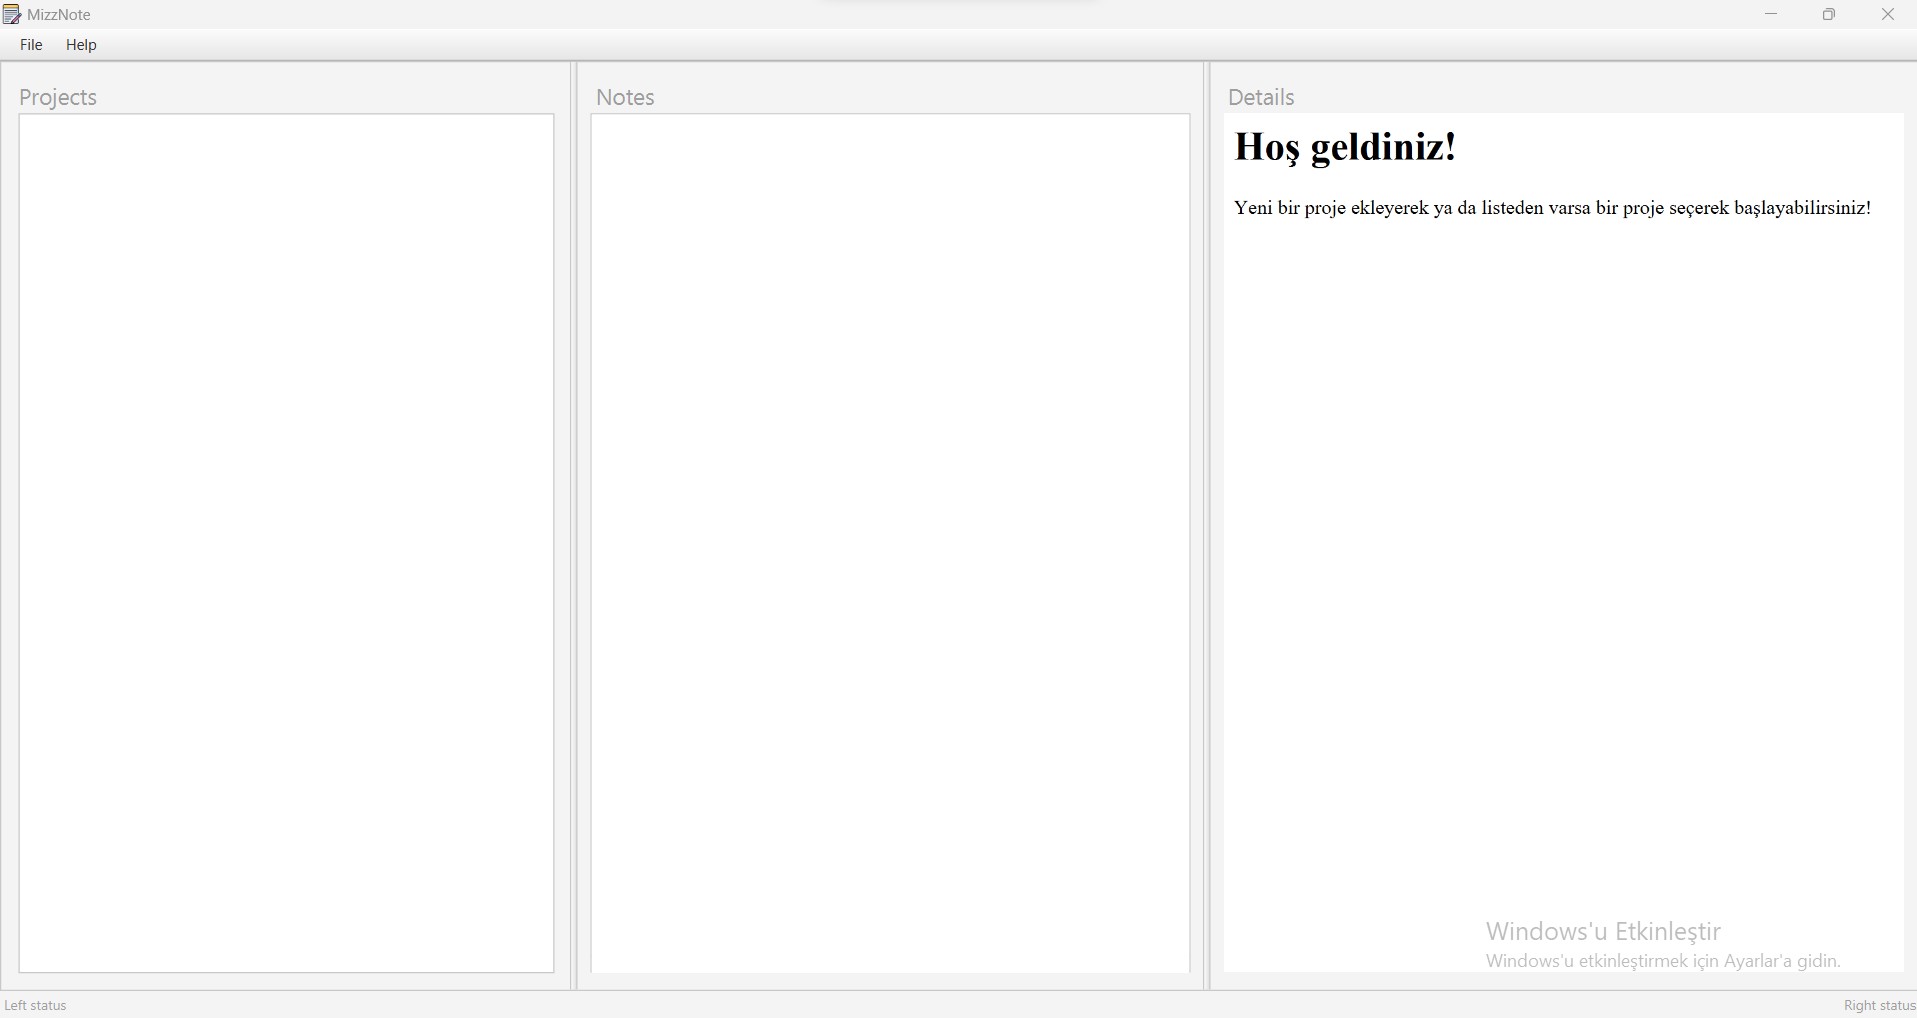 MizzNote
File Help
Projects
Notes
Details
Hoş geldiniz!
Yeni bir proje ekleyerek ya da listeden varsa bir proje seçerek başlayabilirsiniz!
Windows'u Etkinleştir
Windows'u etkinleştirmek için Ayarlar'a gidin.
Left status
Right status